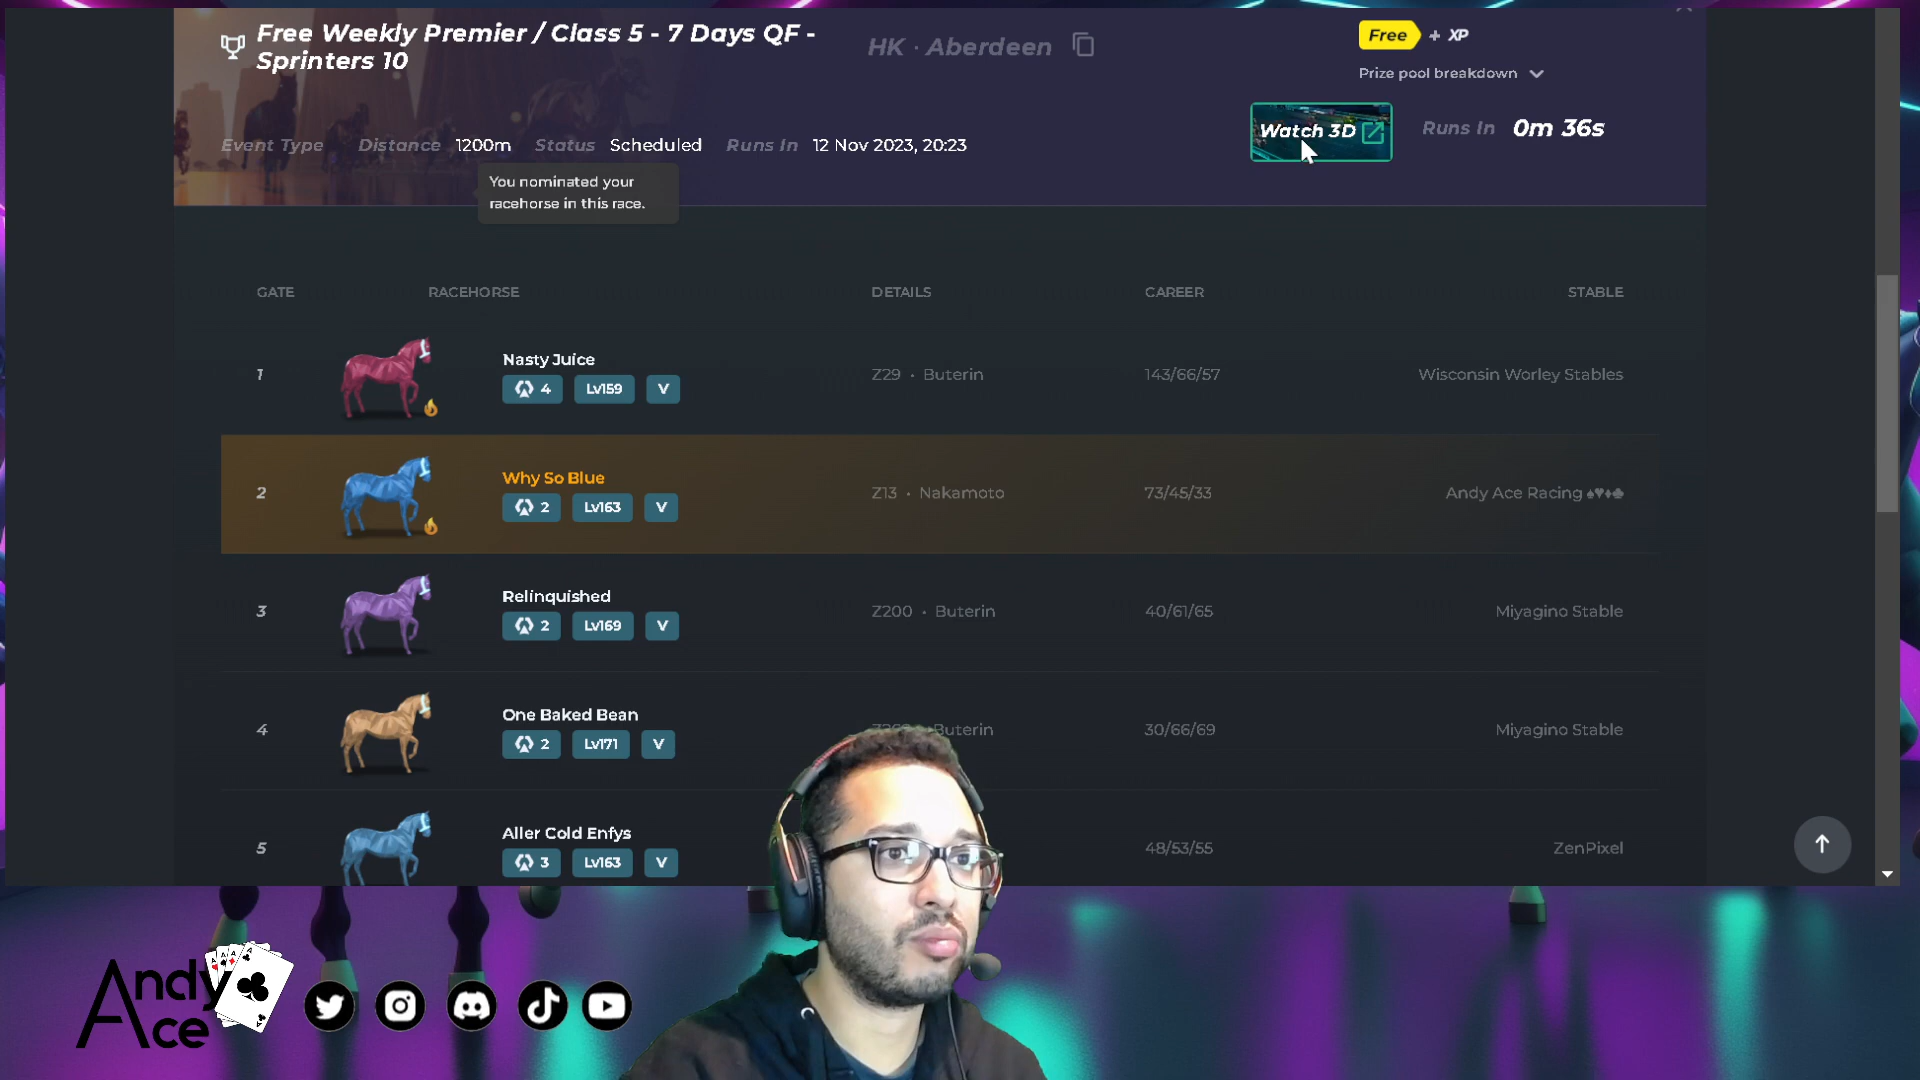 Free Weekly Premier / Class 5 - 7 Days QF -
Sprinters 10
HK · Aberdeen
Free + XP
Prize pool breakdown
Watch 3D
Runs In 0m 36s
Event Type Distance 1200m Status Scheduled Runs In 12 Nov 2023, 20:23
You nominated your
racehorse in this race.
GATE RACEHORSE DETAILS CAREER STABLE
1 Nasty Juice Z29 • Buterin 143/66/57 Wisconsin Worley Stables
4 Lv159 V
2 Why So Blue Z13 • Nakamoto 73/45/33 Andy Ace Racing ♠♥♦♣
2 Lv163 V
3 Relinquished Z200 • Buterin 40/61/65 Miyagino Stable
2 Lv169 V
4 One Baked Bean Buterin 30/66/69 Miyagino Stable
2 Lv171 V
5 Aller Cold Enfys 48/53/55 ZenPixel
3 Lv163 V
Andy
Ace